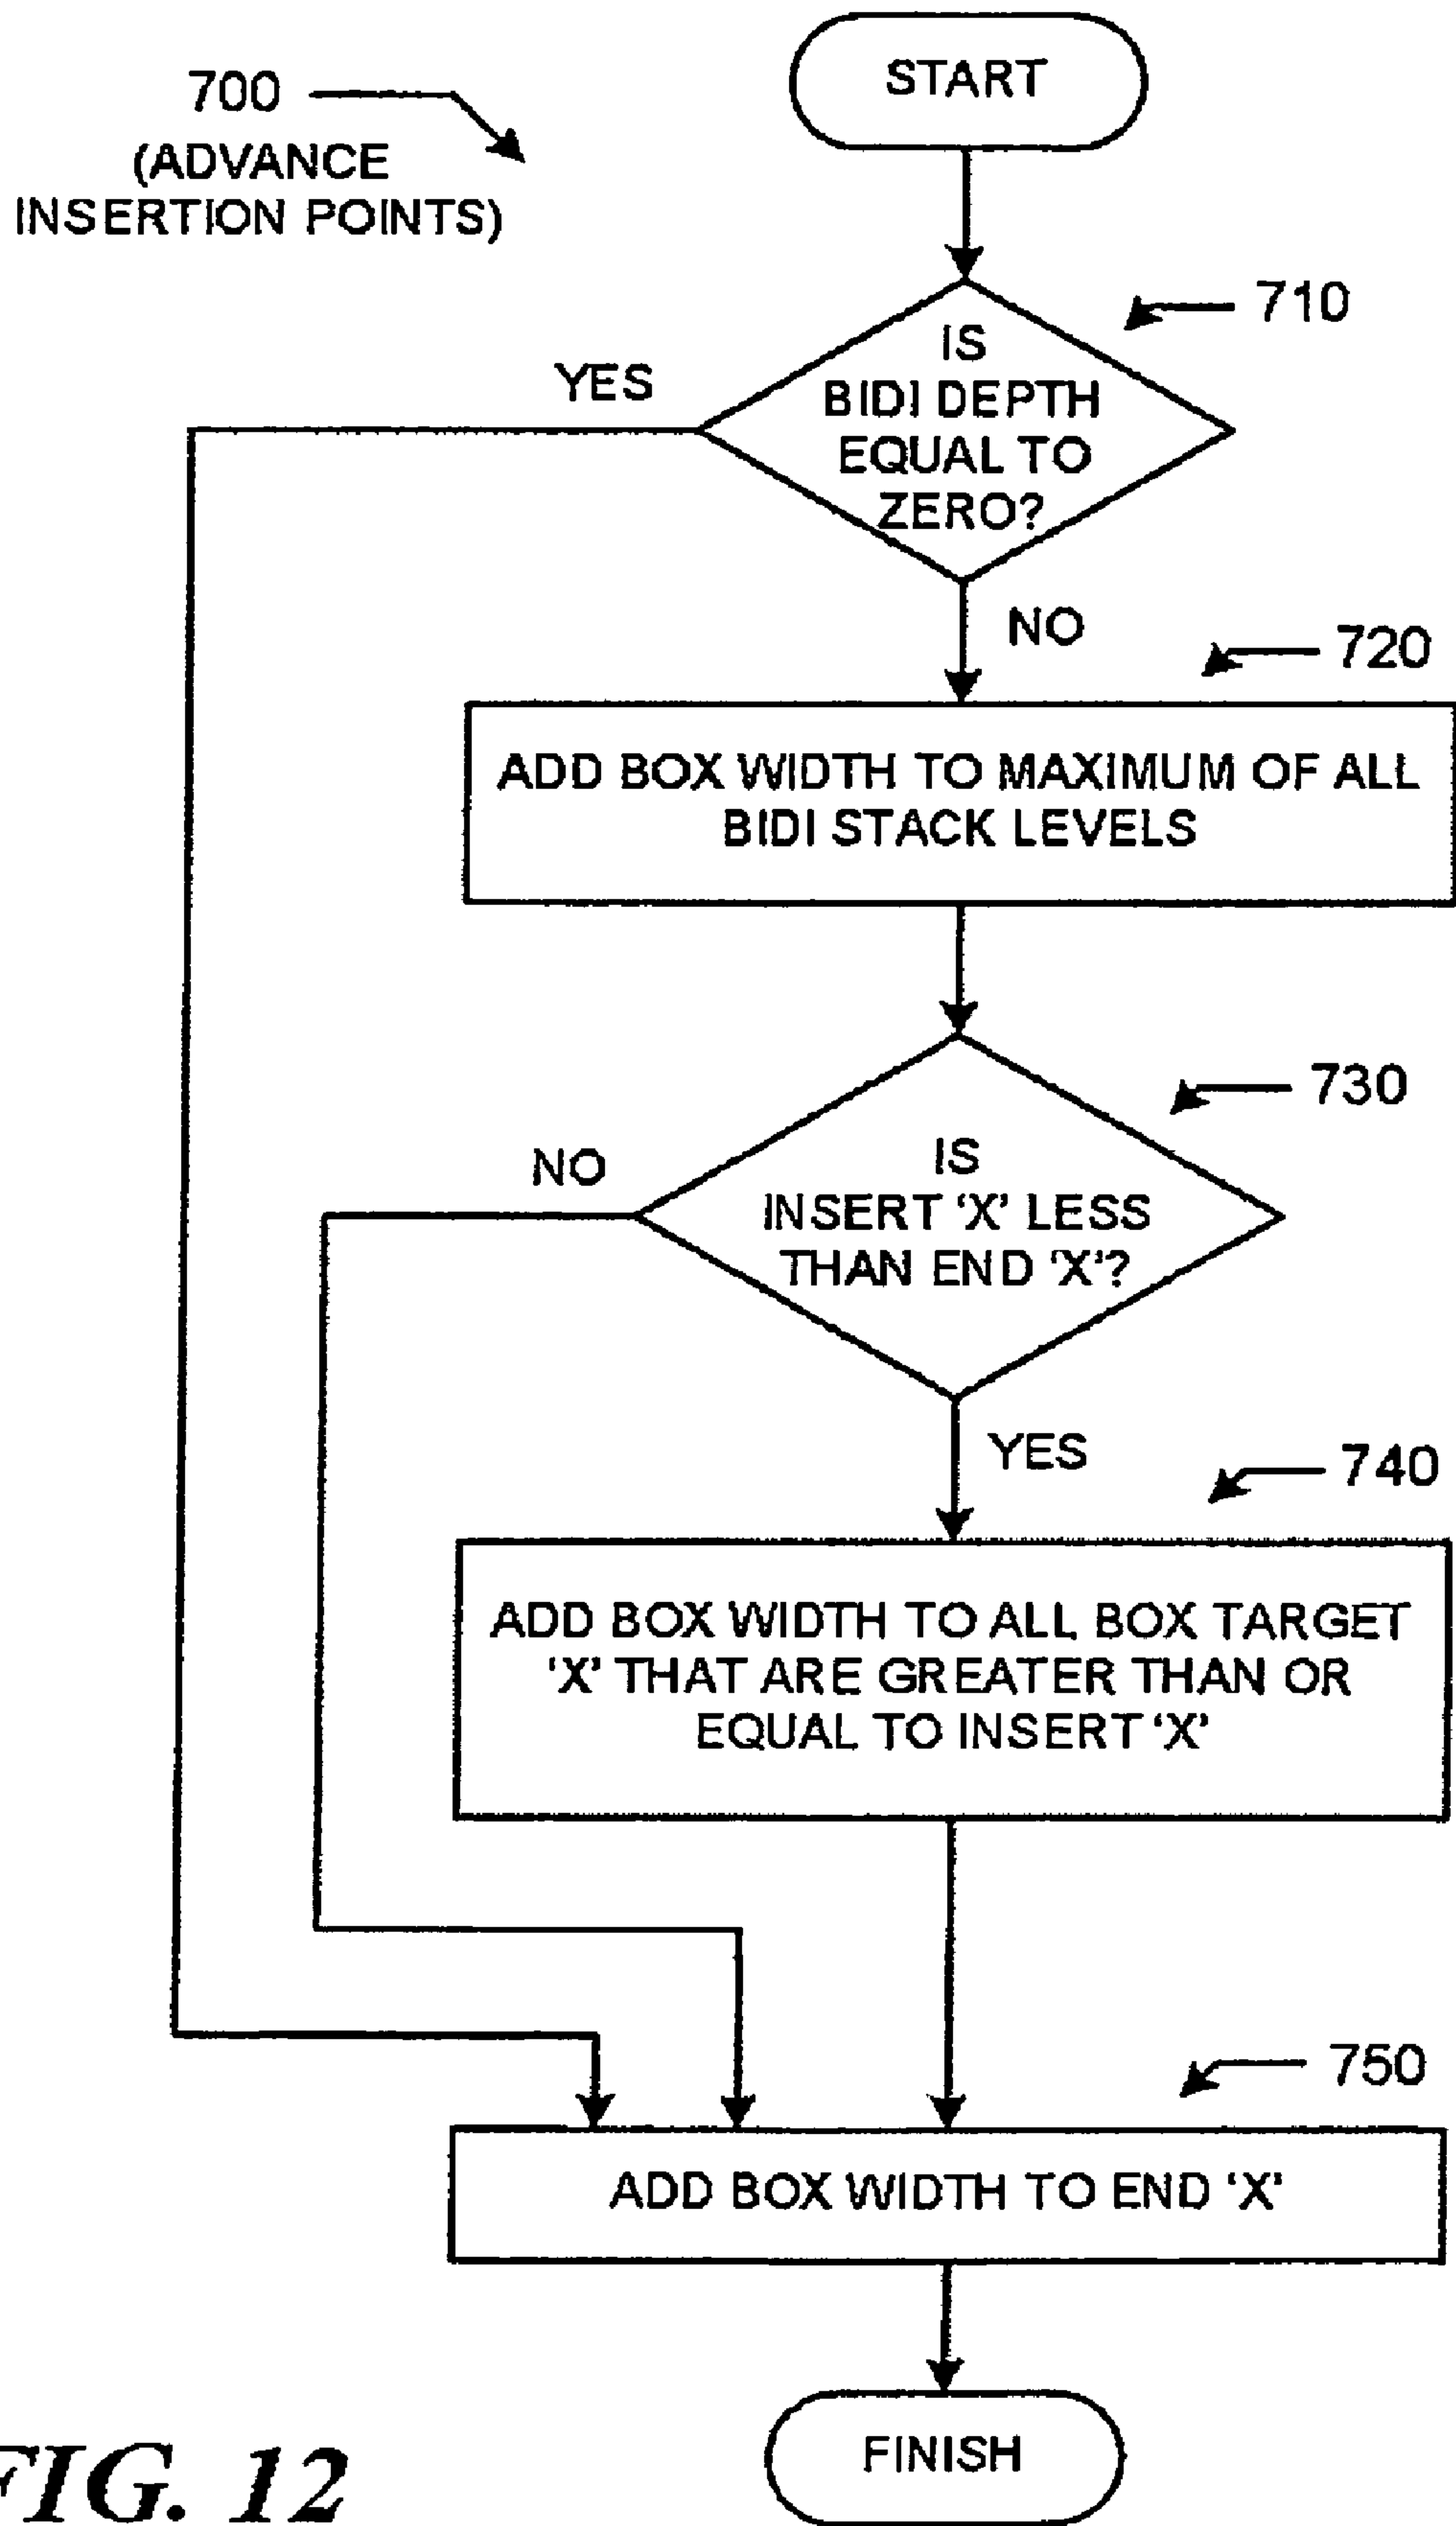 START
700
(ADVANCE
INSERTION POINTS)
710
IS
BIDI DEPTH
EQUAL TO
ZERO?
YES
NO
720
ADD BOX WIDTH TO MAXIMUM OF ALL
BIDI STACK LEVELS
730
IS
INSERT ‘X’ LESS
THAN END ‘X’?
NO
YES
740
ADD BOX WIDTH TO ALL BOX TARGET
‘X’ THAT ARE GREATER THAN OR
EQUAL TO INSERT ‘X’
750
ADD BOX WIDTH TO END ‘X’
FINISH
FIG. 12